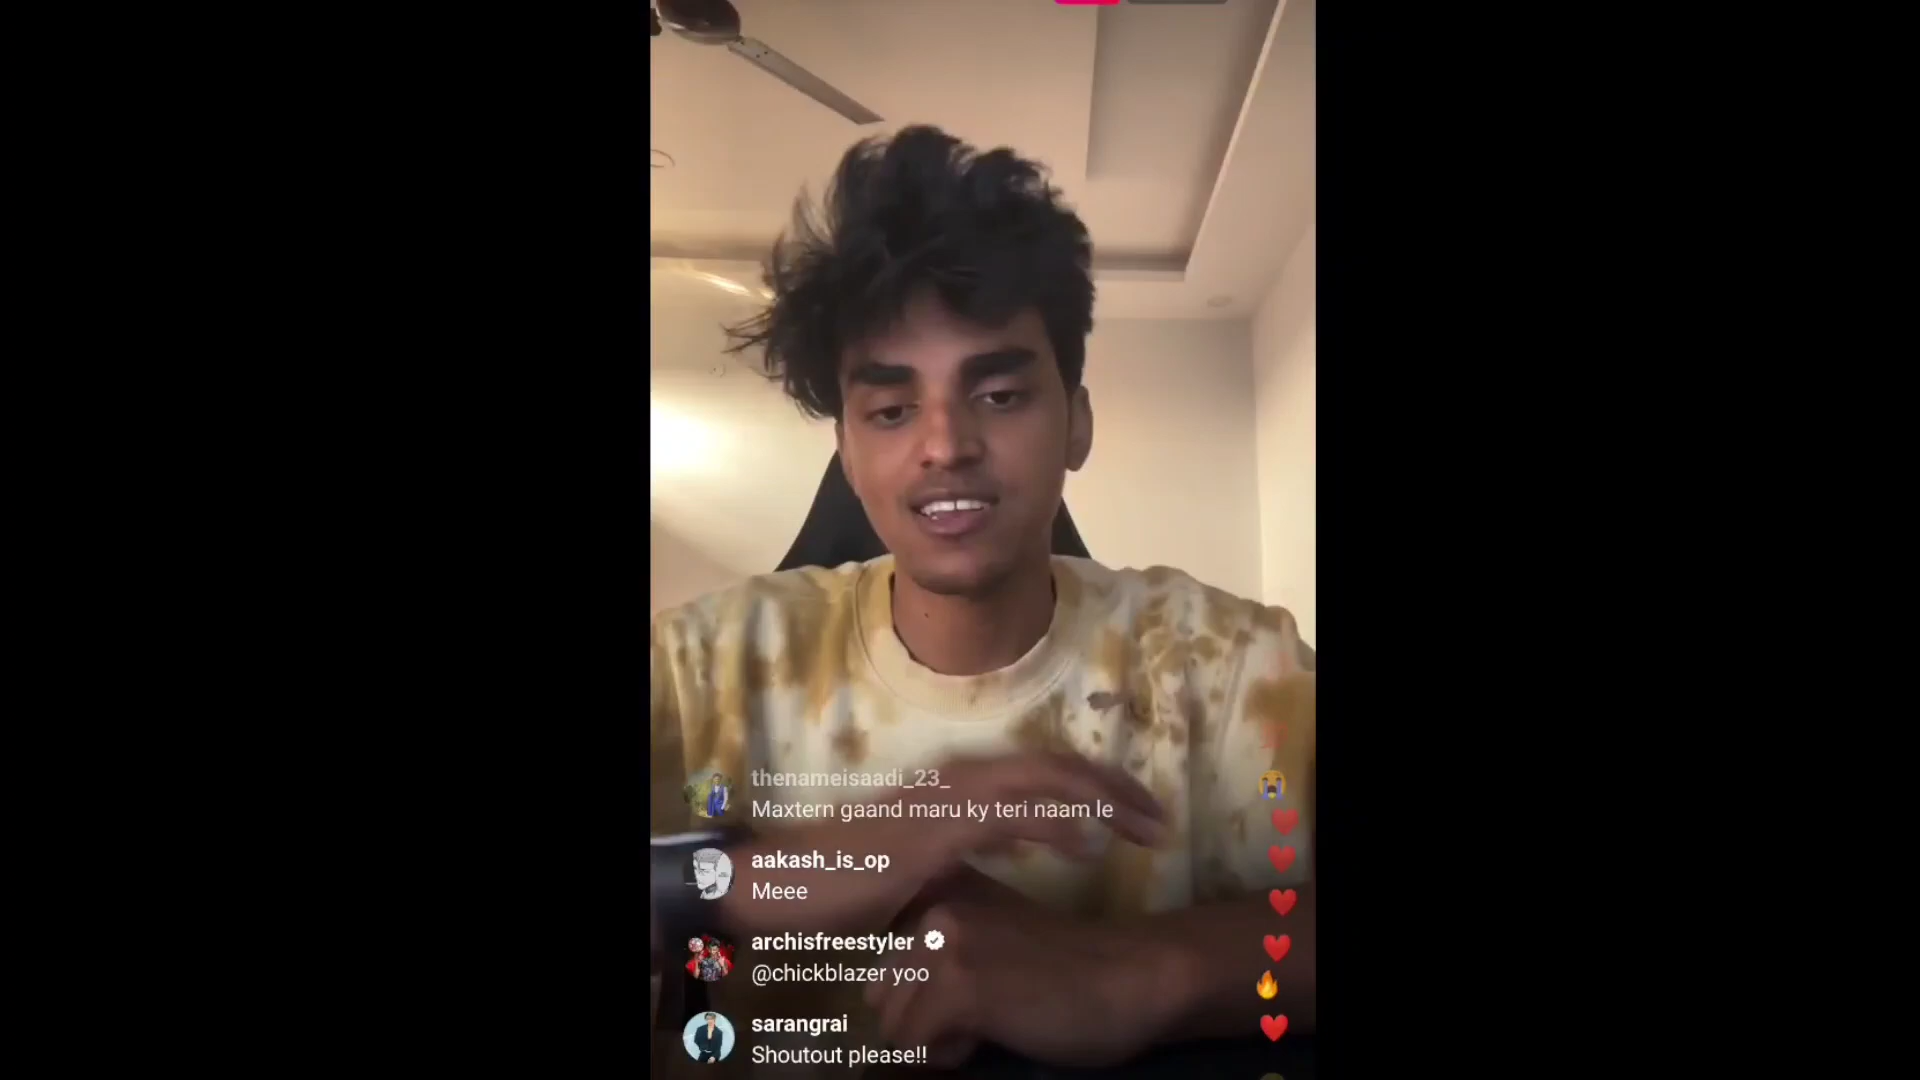 thenameisaadi_23_
Maxtern gaand maru ky teri naam le
aakash_is_op
Meee
archisfreestyler
@chickblazer yoo
sarangrai
Shoutout please!!